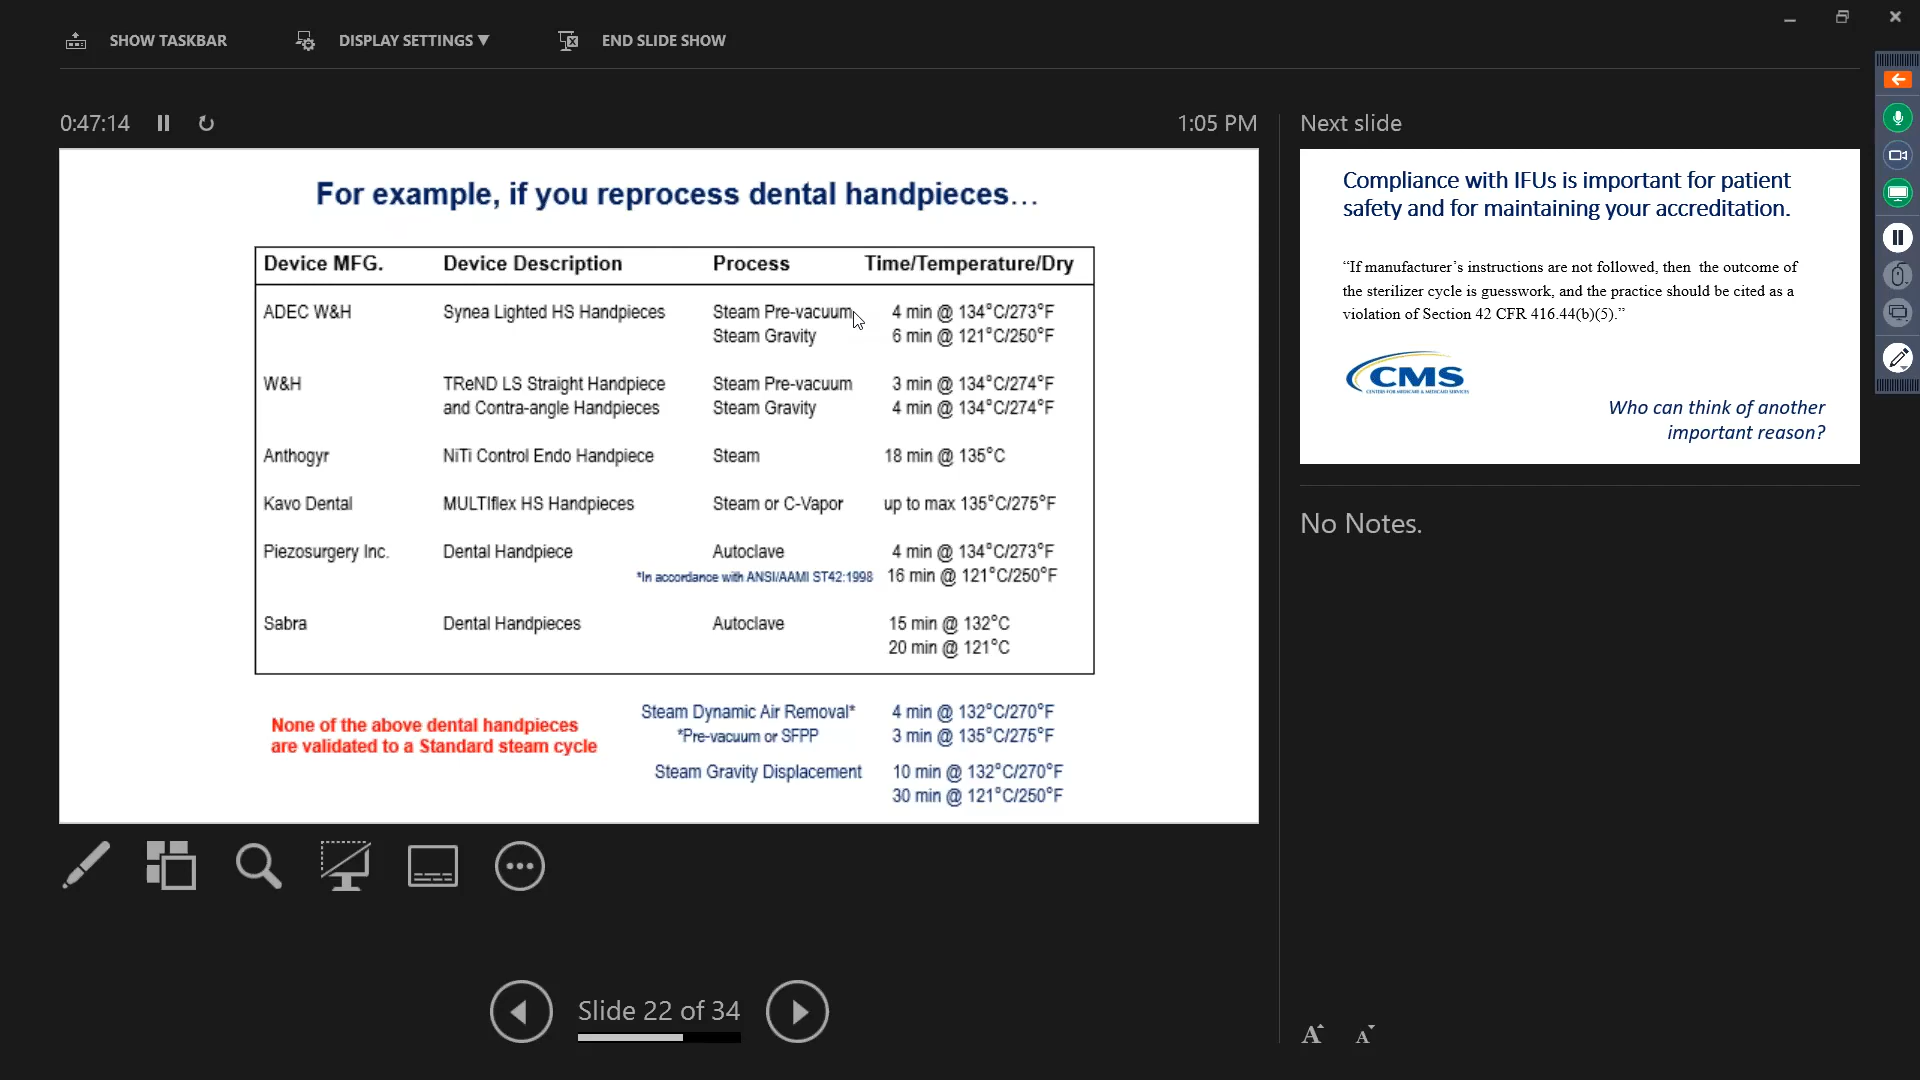 SHOW TASKBAR
DISPLAY SETTINGS ▼
END SLIDE SHOW
0:47:14
1:05 PM
For example, if you reprocess dental handpieces…
Device MFG. Device Description Process Time/Temperature/Dry
ADEC W&H Synea Lighted HS Handpieces Steam Pre-vacuum 4 min @ 134°C/273°F
Steam Gravity 6 min @ 121°C/250°F
W&H TReND LS Straight Handpiece Steam Pre-vacuum 3 min @ 134°C/274°F
and Contra-angle Handpieces Steam Gravity 4 min @ 134°C/274°F
Anthogyr NiTi Control Endo Handpiece Steam 18 min @ 135°C
Kavo Dental MULTIflex HS Handpieces Steam or C-Vapor up to max 135°C/275°F
Piezosurgery Inc. Dental Handpiece Autoclave 4 min @ 134°C/273°F
*In accordance with ANSI/AAMI ST42:1998 16 min @ 121°C/250°F
Sabra Dental Handpieces Autoclave 15 min @ 132°C
20 min @ 121°C
None of the above dental handpieces
are validated to a Standard steam cycle
Steam Dynamic Air Removal* 4 min @ 132°C/270°F
*Pre-vacuum or SFPP 3 min @ 135°C/275°F
Steam Gravity Displacement 10 min @ 132°C/270°F
30 min @ 121°C/250°F
Slide 22 of 34
Next slide
Compliance with IFUs is important for patient
safety and for maintaining your accreditation.
“If manufacturer’s instructions are not followed, then the outcome of
the sterilizer cycle is guesswork, and the practice should be cited as a
violation of Section 42 CFR 416.44(b)(5).”
CMS
CENTERS FOR MEDICARE & MEDICAID SERVICES
Who can think of another
important reason?
No Notes.
A A